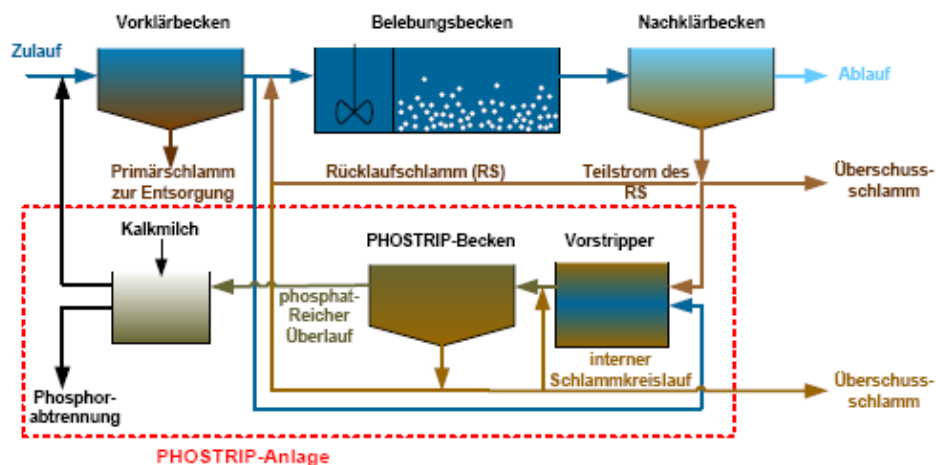 Vorklärbecken
Belebungsbecken
Nachklärbecken
Zulauf
Ablauf
Primärschlamm
zur Entsorgung
Rücklaufschlamm (RS)
Teilstrom des
RS
Überschuss-
schlamm
Kalkmilch
PHOSTRIP-Becken
Vorstripper
phosphat-
Reicher
Überlauf
interner
Schlammkreislauf
Phosphor-
abtrennung
Überschuss-
schlamm
PHOSTRIP-Anlage